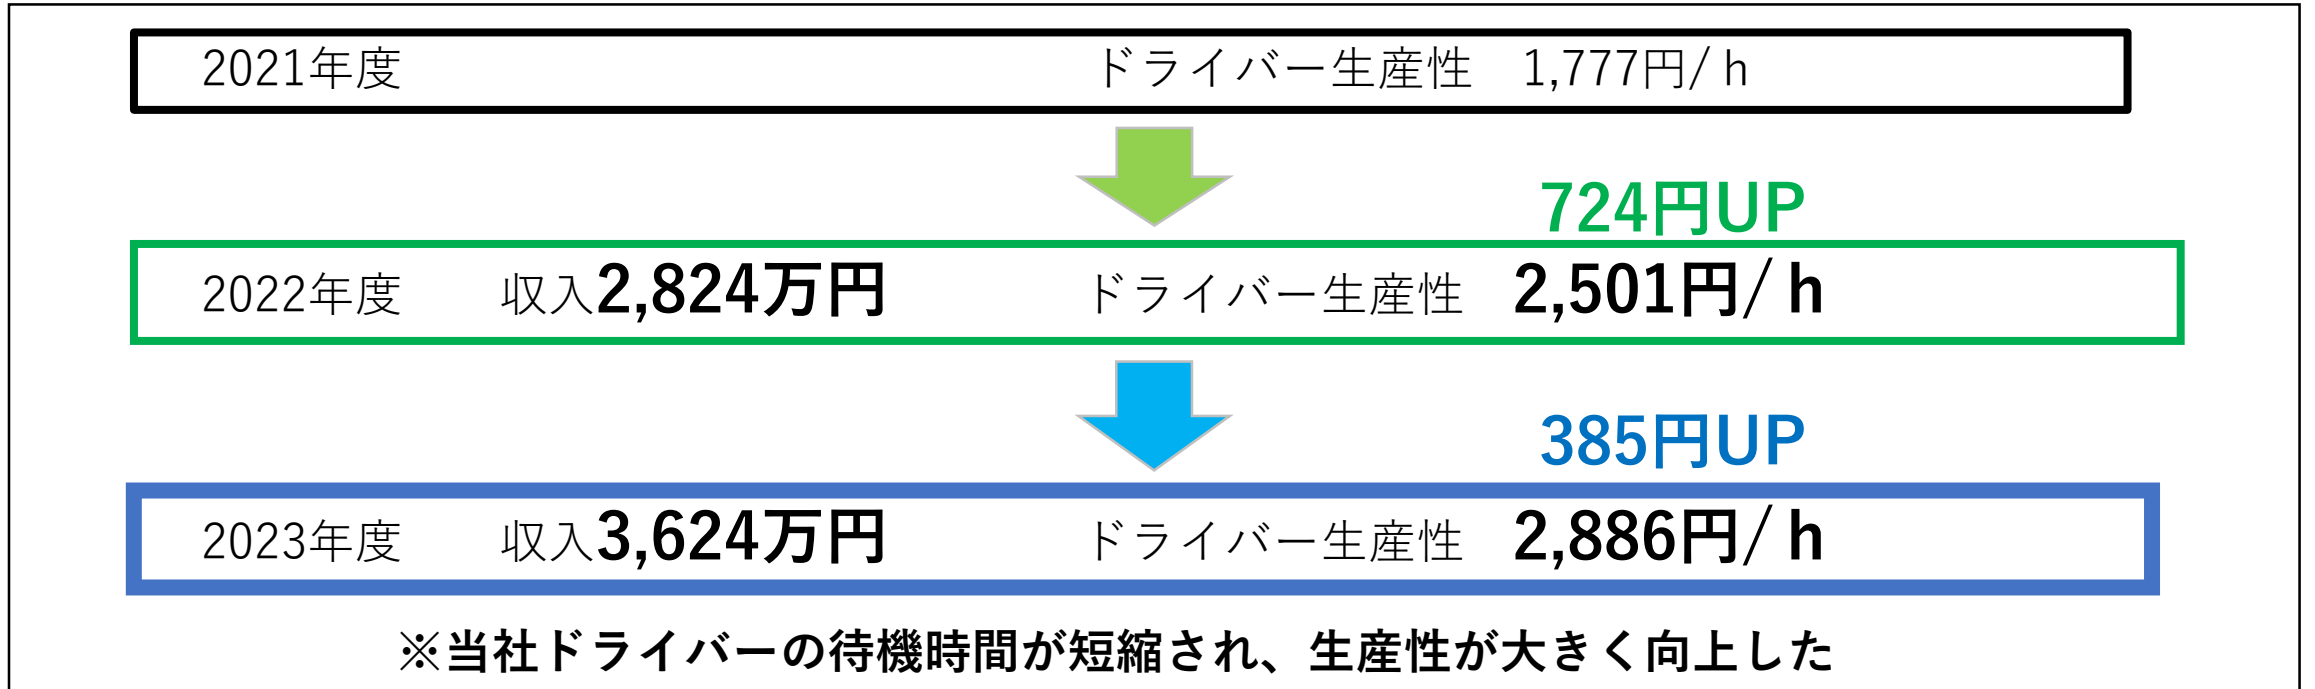 2021年度 ドライバー生産性 1,777円/ｈ
724円UP
2022年度 収入2,824万円 ドライバー生産性 2,501円/ｈ
385円UP
2023年度 収入3,624万円 ドライバー生産性 2,886円/ｈ
※当社ドライバーの待機時間が短縮され、生産性が大きく向上した